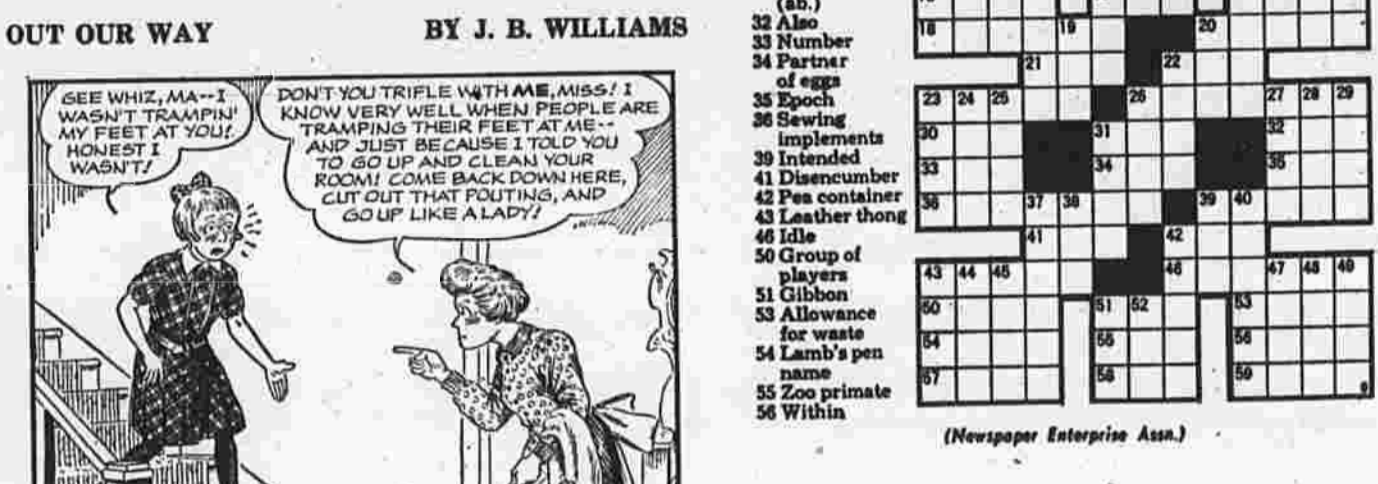 OUT OUR WAY
BY J. B. WILLIAMS
GEE WHIZ, MA--I
WASN'T TRAMPIN'
MY FEET AT YOU!
HONEST I
WASN'T!
DON'T YOU TRIFLE WITH ME, MISS! I
KNOW VERY WELL WHEN PEOPLE ARE
TRAMPING THEIR FEET AT ME--
AND JUST BECAUSE I TOLD YOU
TO GO UP AND CLEAN YOUR
ROOM! COME BACK DOWN HERE,
CUT OUT THAT POUTING, AND
GO UP LIKE A LADY!
(ab.)
32 Also
33 Number
34 Partner
of eggs
35 Epoch
36 Sewing
implements
39 Intended
41 Disencumber
42 Pea container
43 Leather thong
46 Idle
50 Group of
players
51 Gibbon
53 Allowance
for waste
54 Lamb's pen
name
55 Zoo primate
56 Within
18 19 20
21 22
23 24 25 26 27 28 29
30 31 32
33 34 35
36 37 38 39 40
41 42
43 44 45 46 47 48 49
50 51 52 53
54 55 56
57 58 59
9
(Newspaper Enterprise Assn.)